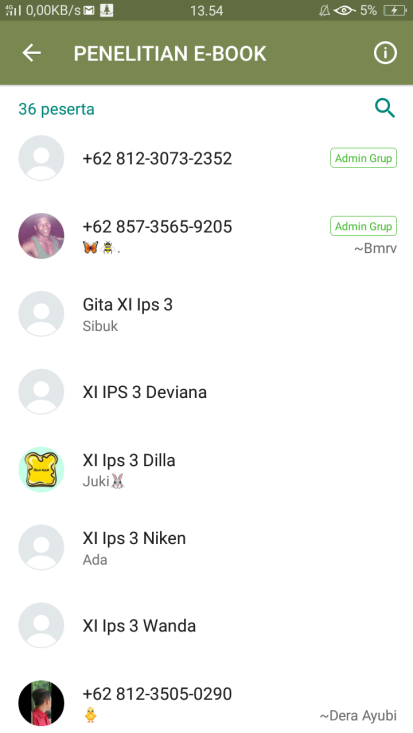 4G 0,00KB/s 13.54 5%
PENELITIAN E-BOOK
36 peserta
+62 812-3073-2352 Admin Grup
+62 857-3565-9205 Admin Grup
🦋 🐝. ~Bmrv
Gita XI Ips 3
Sibuk
XI IPS 3 Deviana
XI Ips 3 Dilla
Juki🐰
XI Ips 3 Niken
Ada
XI Ips 3 Wanda
+62 812-3505-0290
🐥 ~Dera Ayubi